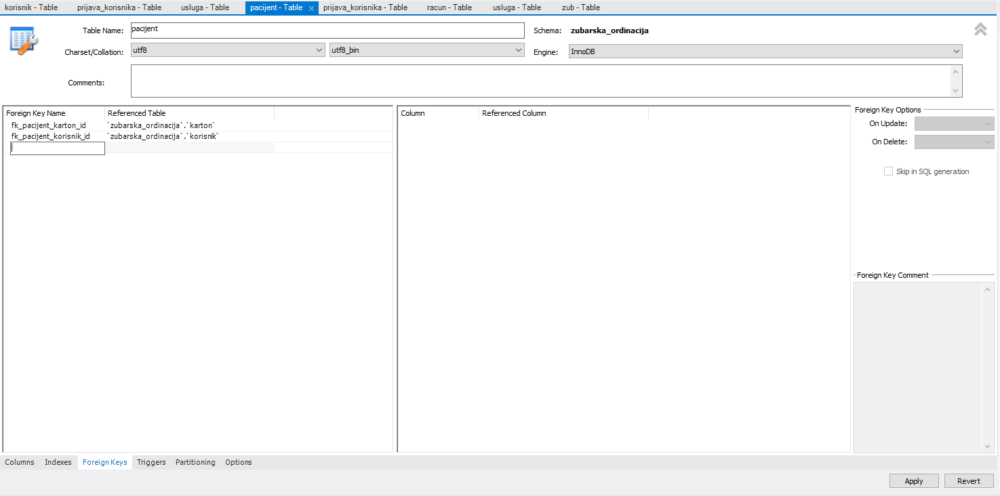 korisnik - Table prijava_korisnika - Table usluga - Table pacijent - Table × prijava_korisnika - Table racun - Table usluga - Table zub - Table
Table Name: pacijent Schema: zubarska_ordinacija
Charset/Collation: utf8 utf8_bin Engine: InnoDB
Comments:
Foreign Key Name Referenced Table Column Referenced Column Foreign Key Options
fk_pacijent_karton_id `zubarska_ordinacija`.`karton` On Update:
fk_pacijent_korisnik_id `zubarska_ordinacija`.`korisnik` On Delete:
Skip in SQL generation
Foreign Key Comment
Columns Indexes Foreign Keys Triggers Partitioning Options
Apply Revert